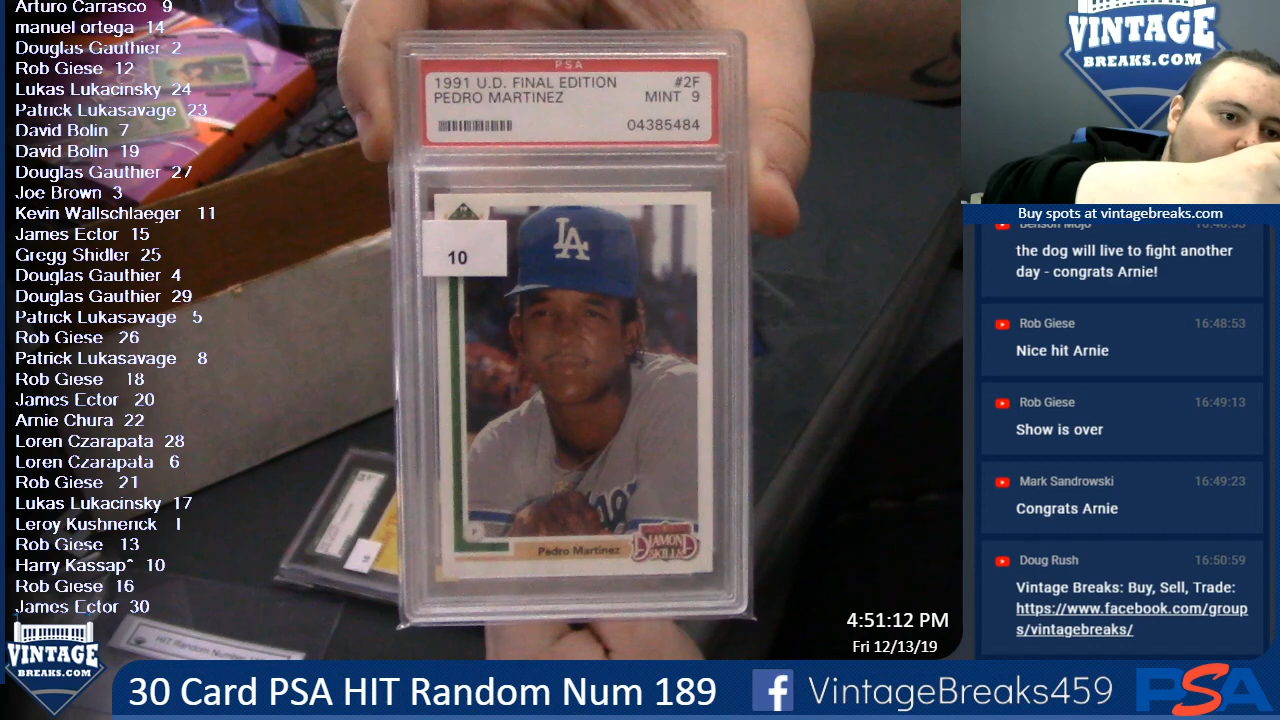 Arturo Carrasco 9
manuel ortega 14
Douglas Gauthier 2
Rob Giese 12
Lukas Lukacinsky 24
Patrick Lukasavage 23
David Bolin 7
David Bolin 19
Douglas Gauthier 27
Joe Brown 3
Kevin Wallschlaeger 11
James Ector 15
Gregg Shidler 25
Douglas Gauthier 4
Douglas Gauthier 29
Patrick Lukasavage 5
Rob Giese 26
Patrick Lukasavage 8
Rob Giese 18
James Ector 20
Arnie Chura 22
Loren Czarapata 28
Loren Czarapata 6
Rob Giese 21
Lukas Lukacinsky 17
Leroy Kushnerick 1
Rob Giese 13
Harry Kassap^ 10
Rob Giese 16
James Ector 30
VINTAGE
BREAKS.COM
HIT Random Number
PSA
1991 U.D. FINAL EDITION #2F
PEDRO MARTINEZ MINT 9
04385484
10
LA
P
Pedro Martinez
DIAMOND
SKILLS
4:51:12 PM
Fri 12/13/19
VINTAGE
BREAKS.COM
Buy spots at vintagebreaks.com
Benson Mojo
the dog will live to fight another
day - congrats Arnie!
Rob Giese 16:48:53
Nice hit Arnie
Rob Giese 16:49:13
Show is over
Mark Sandrowski 16:49:23
Congrats Arnie
Doug Rush 16:50:59
Vintage Breaks: Buy, Sell, Trade:
https://www.facebook.com/group
s/vintagebreaks/
30 Card PSA HIT Random Num 189
f VintageBreaks459
PSA